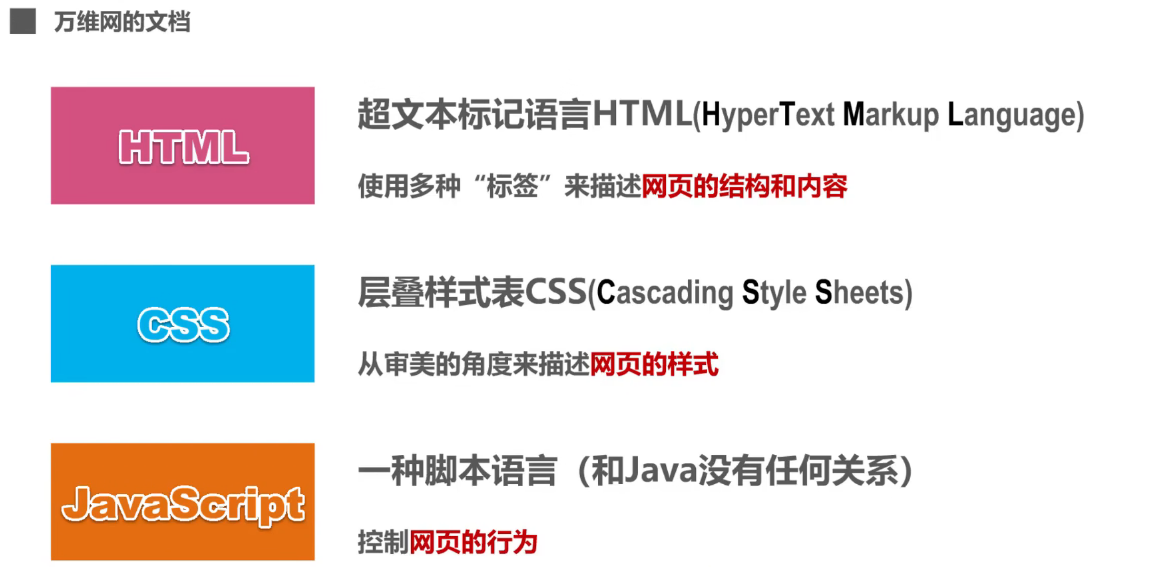 万维网的文档
HTML
超文本标记语言HTML(HyperText Markup Language)
使用多种“标签”来描述网页的结构和内容
CSS
层叠样式表CSS(Cascading Style Sheets)
从审美的角度来描述网页的样式
JavaScript
一种脚本语言（和Java没有任何关系）
控制网页的行为